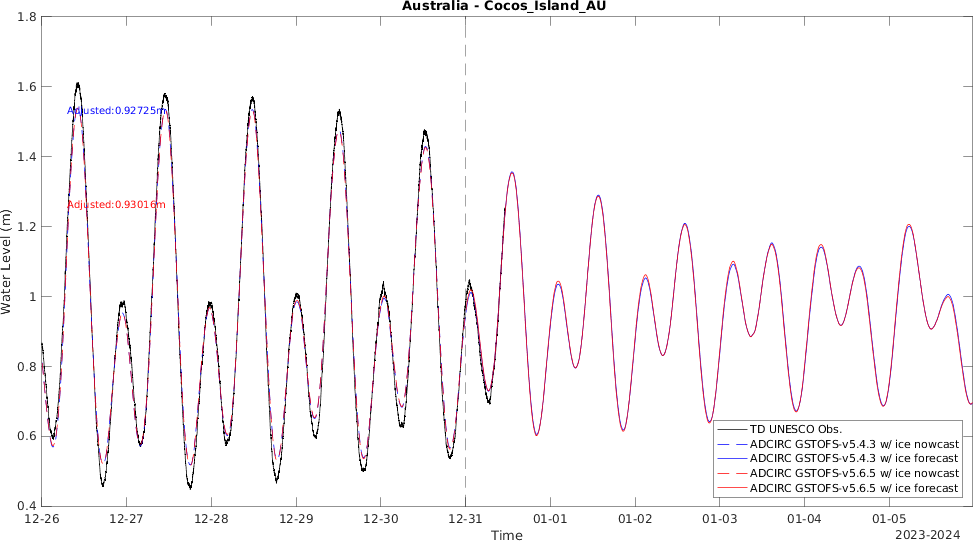 Australia - Cocos_Island_AU
1.8
1.6
1.4
1.2
1
0.8
0.6
0.4
Water Level (m)
Adjusted:0.92725m
Adjusted:0.93016m
TD UNESCO Obs.
ADCIRC GSTOFS-v5.4.3 w/ ice nowcast
ADCIRC GSTOFS-v5.4.3 w/ ice forecast
ADCIRC GSTOFS-v5.6.5 w/ ice nowcast
ADCIRC GSTOFS-v5.6.5 w/ ice forecast
12-26 12-27 12-28 12-29 12-30 12-31 01-01 01-02 01-03 01-04 01-05
Time
2023-2024